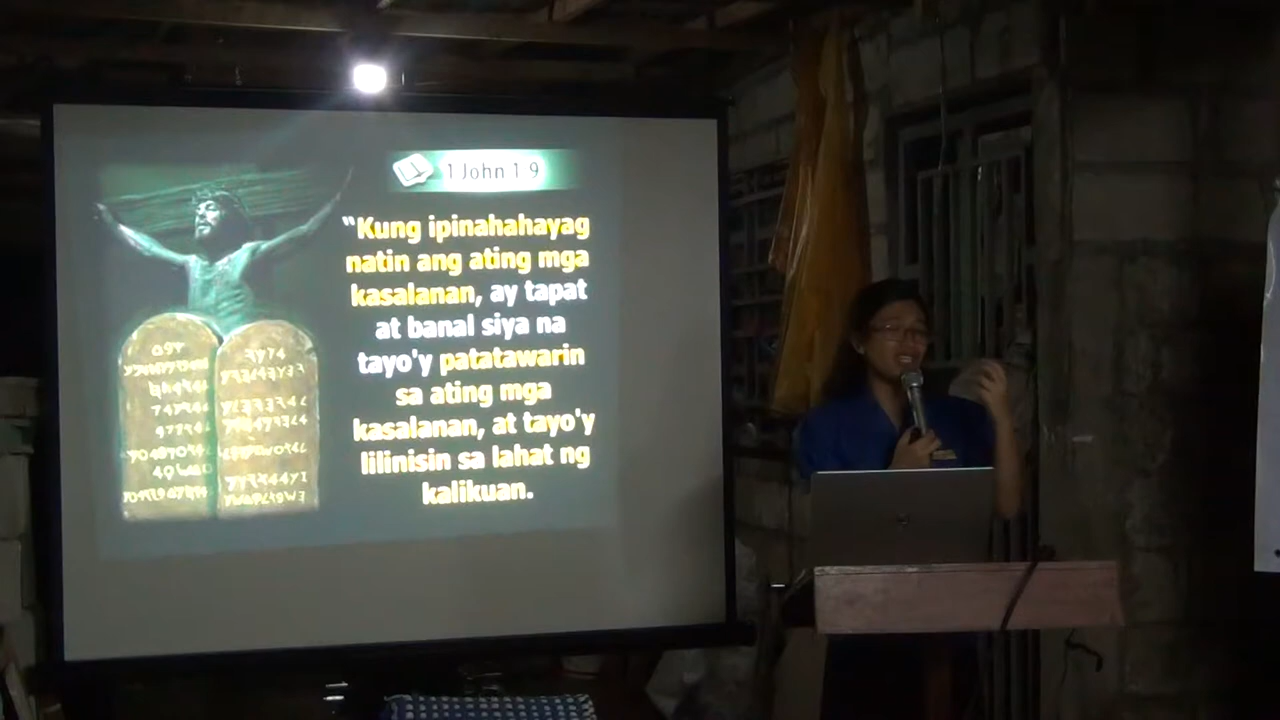 1 John 1 9
"Kung ipinahahayag
natin ang ating mga
kasalanan, ay tapat
at banal siya na
tayo'y patatawarin
sa ating mga
kasalanan, at tayo'y
lilinisin sa lahat ng
kalikuan.